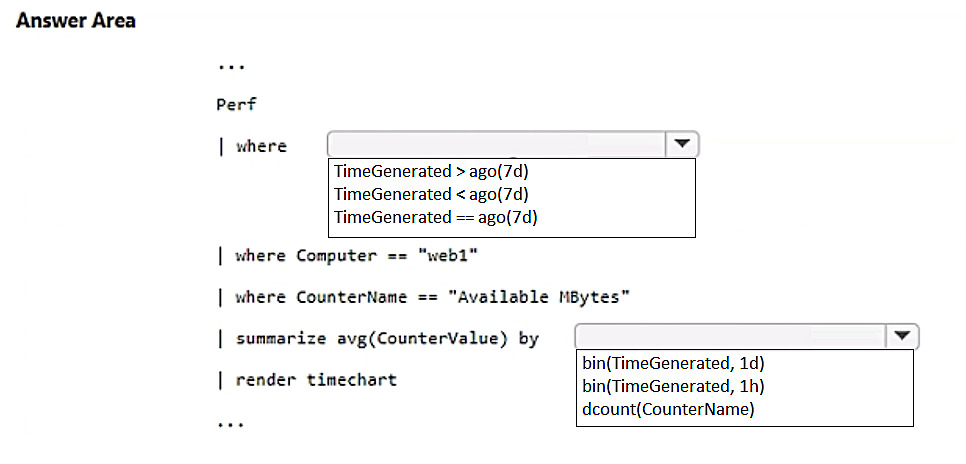 Answer Area
...
Perf
| where
TimeGenerated > ago(7d)
TimeGenerated < ago(7d)
TimeGenerated == ago(7d)
| where Computer == "web1"
| where CounterName == "Available MBytes"
| summarize avg(CounterValue) by
bin(TimeGenerated, 1d)
bin(TimeGenerated, 1h)
dcount(CounterName)
| render timechart
...